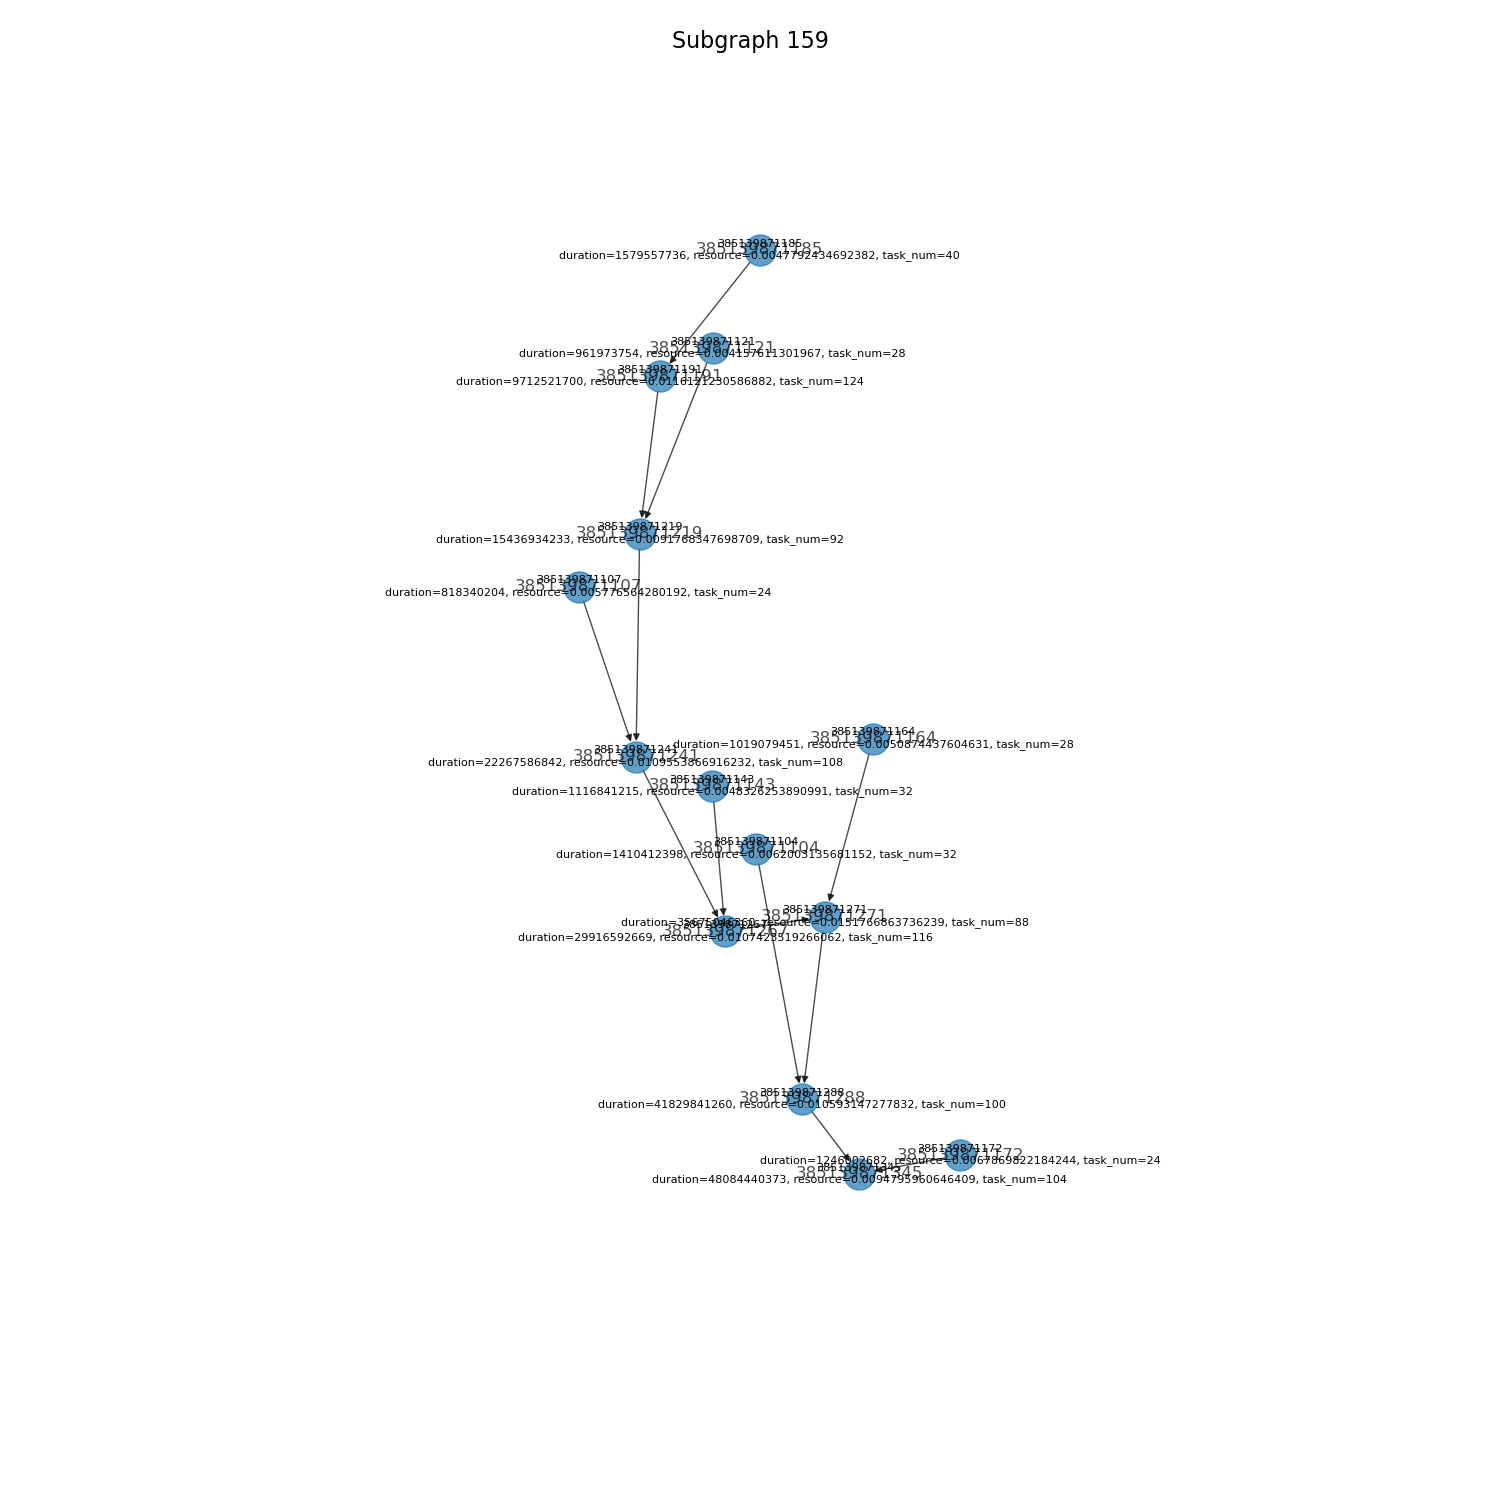 Subgraph 159
385139871185
385139871185
duration=1579557736, resource=0.0047792434692382, task_num=40
385139871121
385139871121
duration=961973754, resource=0.004157611301967, task_num=28
385139871191
385139871191
duration=9712521700, resource=0.0116121230586882, task_num=124
385139871219
385139871219
duration=15436934233, resource=0.0091768347698709, task_num=92
385139871107
385139871107
duration=818340204, resource=0.005776564280192, task_num=24
385139871164
385139871164
duration=1019079451, resource=0.0050874437604631, task_num=28
385139871241
385139871241
duration=22267586842, resource=0.0109553866916232, task_num=108
385139871143
385139871143
duration=1116841215, resource=0.0048326253890991, task_num=32
385139871104
385139871104
duration=1410412398, resource=0.0062003135681152, task_num=32
385139871271
385139871271
resource=0.0151766863736239, task_num=88
385139871267
385139871267
duration=29916592669, resource=0.0107423519266062, task_num=116
385139871288
385139871288
duration=41829841260, resource=0.010593147277832, task_num=100
385139871172
385139871172
duration=1246002682, resource=0.0067869822184244, task_num=24
385139871345
385139871345
duration=48084440373, resource=0.0094795960646409, task_num=104